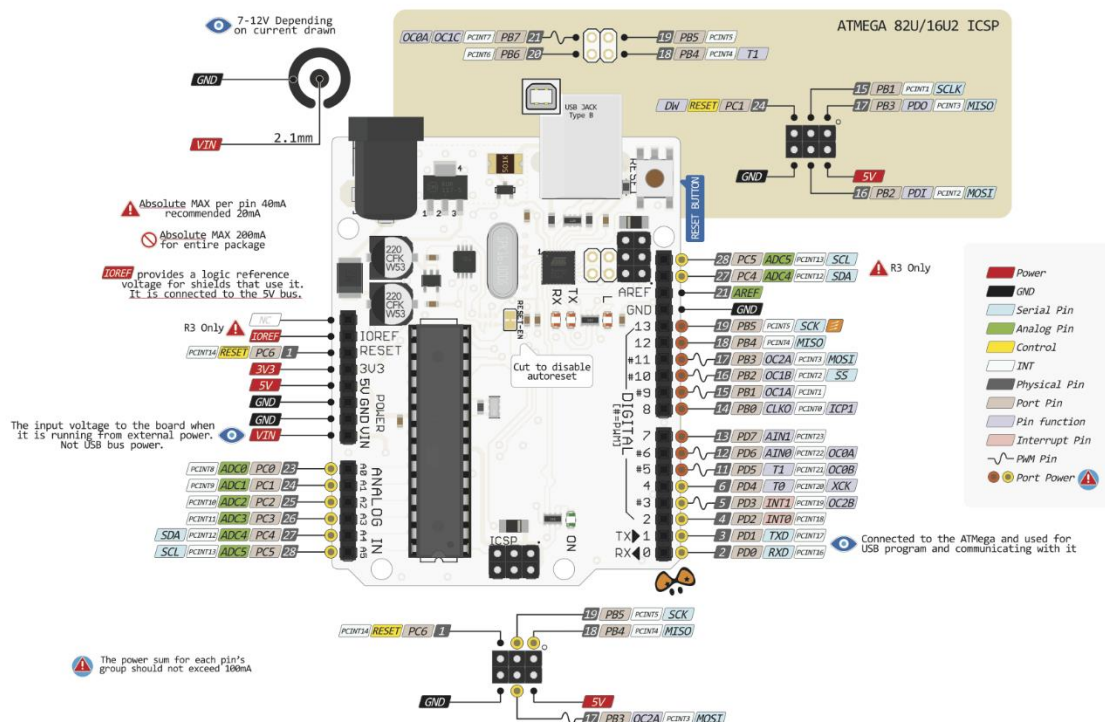 7-12V Depending
on current drawn
GND
VIN
2.1mm
ATMEGA 82U/16U2 ICSP
OC0A OC1C PCINT7 PB7 21
PCINT6 PB6 20
19 PB5 PCINT5
18 PB4 PCINT4 T1
DW RESET PC1 24
15 PB1 PCINT1 SCLK
17 PB3 PDO PCINT3 MISO
GND
5V
16 PB2 PDI PCINT2 MOSI
USB JACK
Type B
RESET
RESET BUTTON
501K
1 2 3
4
220
CFK
W53
220
CFK
W53
1
RX
TX
L
RESET-EN
Cut to disable
autoreset
Absolute MAX per pin 40mA
recommended 20mA
Absolute MAX 200mA
for entire package
IOREF provides a logic reference
voltage for shields that use it.
It is connected to the 5V bus.
NC
R3 Only
IOREF
PCINT14 RESET PC6 1
3V3
5V
GND
GND
VIN
The input voltage to the board when
it is running from external power.
Not USB bus power.
IOREF
RESET
3V3
5V
GND
VIN
POWER
PCINT8 ADC0 PC0 23
PCINT9 ADC1 PC1 24
PCINT10 ADC2 PC2 25
PCINT11 ADC3 PC3 26
SDA PCINT12 ADC4 PC4 27
SCL PCINT13 ADC5 PC5 28
A0
A1
A2
A3
A4
A5
ANALOG IN
ICSP
ON
AREF
GND
13
12
#11
#10
#9
8
7
#6
#5
4
#3
2
TX 1
RX 0
DIGITAL
[#=PWM]
28 PC5 ADC5 PCINT13 SCL
27 PC4 ADC4 PCINT12 SDA
R3 Only
21 AREF
GND
19 PB5 PCINT5 SCK
18 PB4 PCINT4 MISO
17 PB3 OC2A PCINT3 MOSI
16 PB2 OC1B PCINT2 SS
15 PB1 OC1A PCINT1
14 PB0 CLKO PCINT0 ICP1
13 PD7 AIN1 PCINT23
12 PD6 AIN0 PCINT22 OC0A
11 PD5 T1 PCINT21 OC0B
6 PD4 T0 PCINT20 XCK
5 PD3 INT1 PCINT19 OC2B
4 PD2 INT0 PCINT18
3 PD1 TXD PCINT17
2 PD0 RXD PCINT16
Connected to the ATMega and used for
USB program and communicating with it
Power
GND
Serial Pin
Analog Pin
Control
INT
Physical Pin
Port Pin
Pin function
Interrupt Pin
PWM Pin
Port Power
PCINT14 RESET PC6 1
19 PB5 PCINT5 SCK
18 PB4 PCINT4 MISO
GND
5V
17 PB3 OC2A PCINT3 MOSI
The power sum for each pin's
group should not exceed 100mA